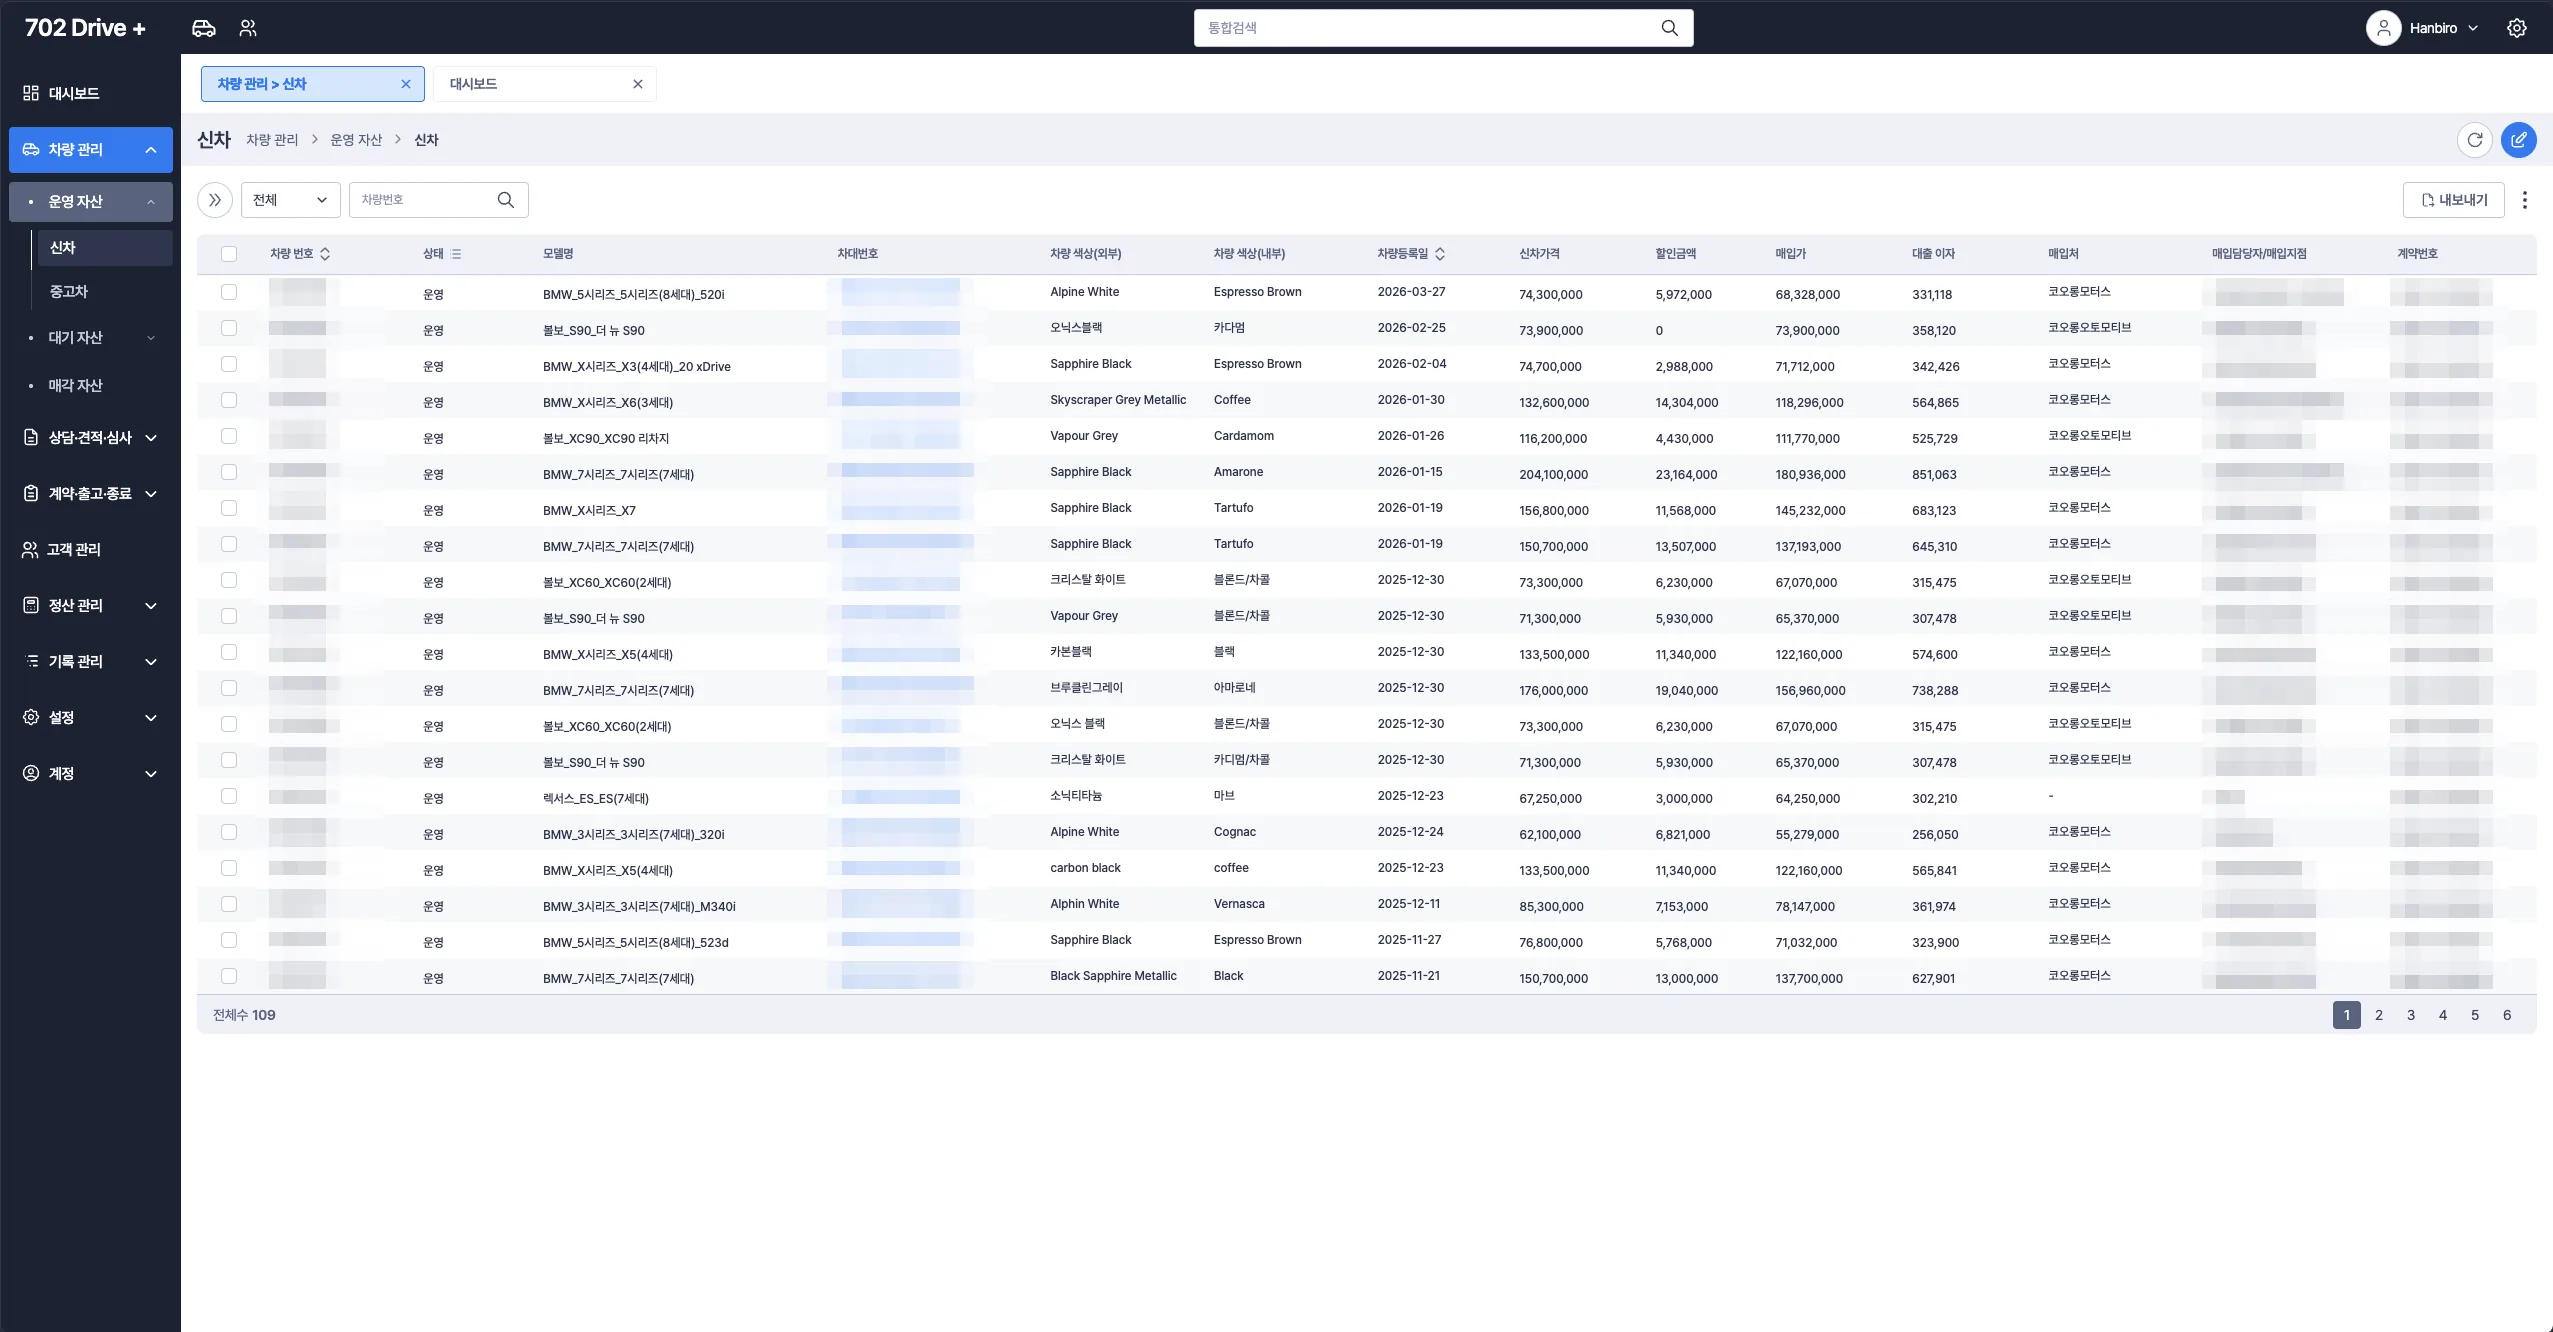 702 Drive +
통합검색
Hanbiro
대시보드
차량 관리
운영 자산
신차
중고차
대기 자산
매각 자산
상담·견적·심사
계약·출고·종료
고객 관리
정산 관리
기록 관리
설정
계정
차량 관리 > 신차
대시보드
신차 차량 관리 > 운영 자산 > 신차
전체 차량번호 내보내기
차량 번호 상태 모델명 차대번호 차량 색상(외부) 차량 색상(내부) 차량등록일 신차가격 할인금액 매입가 대출 이자 매입처 매입담당자/매입지점 계약번호
운영 BMW_5시리즈_5시리즈(8세대)_520i Alpine White Espresso Brown 2026-03-27 74,300,000 5,972,000 68,328,000 331,118 코오롱모터스
운영 볼보_S90_더 뉴 S90 오닉스블랙 카다멈 2026-02-25 73,900,000 0 73,900,000 358,120 코오롱오토모티브
운영 BMW_X시리즈_X3(4세대)_20 xDrive Sapphire Black Espresso Brown 2026-02-04 74,700,000 2,988,000 71,712,000 342,426 코오롱모터스
운영 BMW_X시리즈_X6(3세대) Skyscraper Grey Metallic Coffee 2026-01-30 132,600,000 14,304,000 118,296,000 564,865 코오롱모터스
운영 볼보_XC90_XC90 리차지 Vapour Grey Cardamom 2026-01-26 116,200,000 4,430,000 111,770,000 525,729 코오롱오토모티브
운영 BMW_7시리즈_7시리즈(7세대) Sapphire Black Amarone 2026-01-15 204,100,000 23,164,000 180,936,000 851,063 코오롱모터스
운영 BMW_X시리즈_X7 Sapphire Black Tartufo 2026-01-19 156,800,000 11,568,000 145,232,000 683,123 코오롱모터스
운영 BMW_7시리즈_7시리즈(7세대) Sapphire Black Tartufo 2026-01-19 150,700,000 13,507,000 137,193,000 645,310 코오롱모터스
운영 볼보_XC60_XC60(2세대) 크리스탈 화이트 블론드/차콜 2025-12-30 73,300,000 6,230,000 67,070,000 315,475 코오롱오토모티브
운영 볼보_S90_더 뉴 S90 Vapour Grey 블론드/차콜 2025-12-30 71,300,000 5,930,000 65,370,000 307,478 코오롱오토모티브
운영 BMW_X시리즈_X5(4세대) 카본블랙 블랙 2025-12-30 133,500,000 11,340,000 122,160,000 574,600 코오롱모터스
운영 BMW_7시리즈_7시리즈(7세대) 브루클린그레이 아마로네 2025-12-30 176,000,000 19,040,000 156,960,000 738,288 코오롱모터스
운영 볼보_XC60_XC60(2세대) 오닉스 블랙 블론드/차콜 2025-12-30 73,300,000 6,230,000 67,070,000 315,475 코오롱오토모티브
운영 볼보_S90_더 뉴 S90 크리스탈 화이트 카디멈/차콜 2025-12-30 71,300,000 5,930,000 65,370,000 307,478 코오롱오토모티브
운영 렉서스_ES_ES(7세대) 소닉티타늄 마브 2025-12-23 67,250,000 3,000,000 64,250,000 302,210 -
운영 BMW_3시리즈_3시리즈(7세대)_320i Alpine White Cognac 2025-12-24 62,100,000 6,821,000 55,279,000 256,050 코오롱모터스
운영 BMW_X시리즈_X5(4세대) carbon black coffee 2025-12-23 133,500,000 11,340,000 122,160,000 565,841 코오롱모터스
운영 BMW_3시리즈_3시리즈(7세대)_M340i Alphin White Vernasca 2025-12-11 85,300,000 7,153,000 78,147,000 361,974 코오롱모터스
운영 BMW_5시리즈_5시리즈(8세대)_523d Sapphire Black Espresso Brown 2025-11-27 76,800,000 5,768,000 71,032,000 323,900 코오롱모터스
운영 BMW_7시리즈_7시리즈(7세대) Black Sapphire Metallic Black 2025-11-21 150,700,000 13,000,000 137,700,000 627,901 코오롱모터스
전체수 109
1 2 3 4 5 6